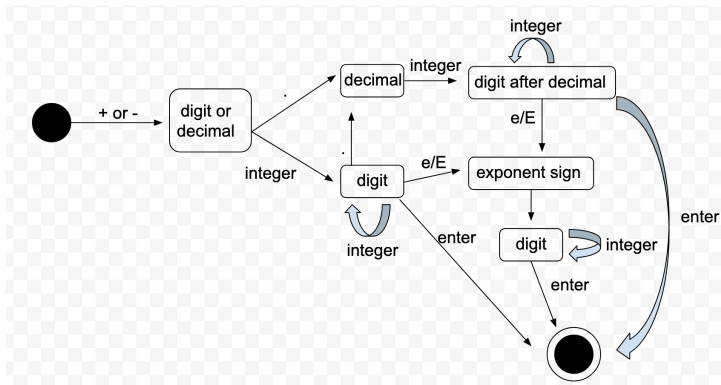 integer
integer
decimal
digit after decimal
.
+ or -
digit or
decimal
e/E
.
e/E
exponent sign
integer
digit
enter
integer
enter
digit
integer
enter